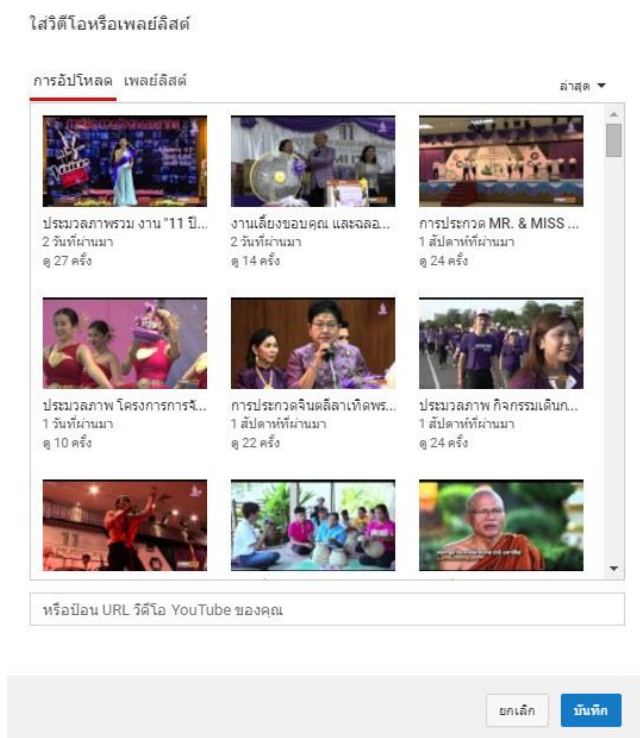 ใส่วิดีโอหรือเพลย์ลิสต์
การอัปโหลด เพลย์ลิสต์
ล่าสุด
ประมวลภาพรวม งาน "11 ปี...
2 วันที่ผ่านมา
ดู 27 ครั้ง
งานเลี้ยงขอบคุณ และฉลอ...
2 วันที่ผ่านมา
ดู 14 ครั้ง
การประกวด MR. & MISS ...
1 สัปดาห์ที่ผ่านมา
ดู 24 ครั้ง
ประมวลภาพ โครงการการจั...
1 วันที่ผ่านมา
ดู 10 ครั้ง
การประกวดจินตลีลาเทิดพร...
1 สัปดาห์ที่ผ่านมา
ดู 22 ครั้ง
ประมวลภาพ กิจกรรมเดินก...
1 สัปดาห์ที่ผ่านมา
ดู 24 ครั้ง
หรือป้อน URL วิดีโอ YouTube ของคุณ
ยกเลิก
บันทึก